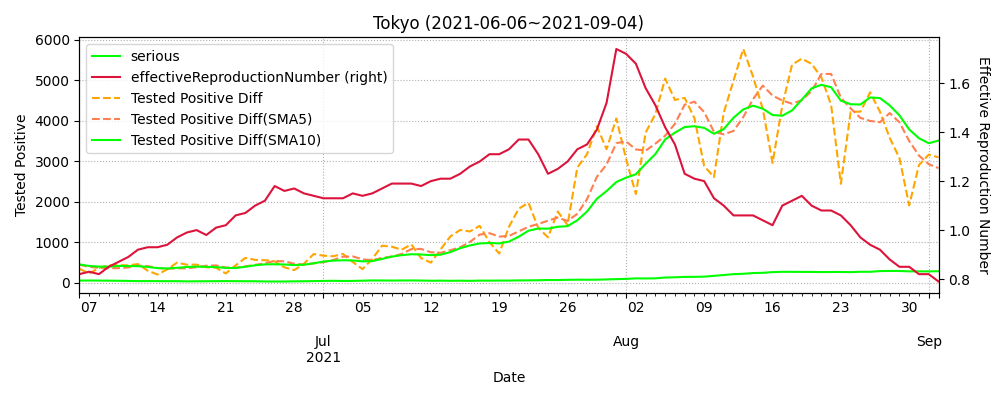 Tokyo (2021-06-06~2021-09-04)
6000
5000
4000
3000
2000
1000
0
Tested Positive
serious
effectiveReproductionNumber (right)
Tested Positive Diff
Tested Positive Diff(SMA5)
Tested Positive Diff(SMA10)
1.6
1.4
1.2
1.0
0.8
Effective Reproduction Number
07 14 21 28 05 12 19 26 02 09 16 23 30
Jul Aug Sep
2021
Date